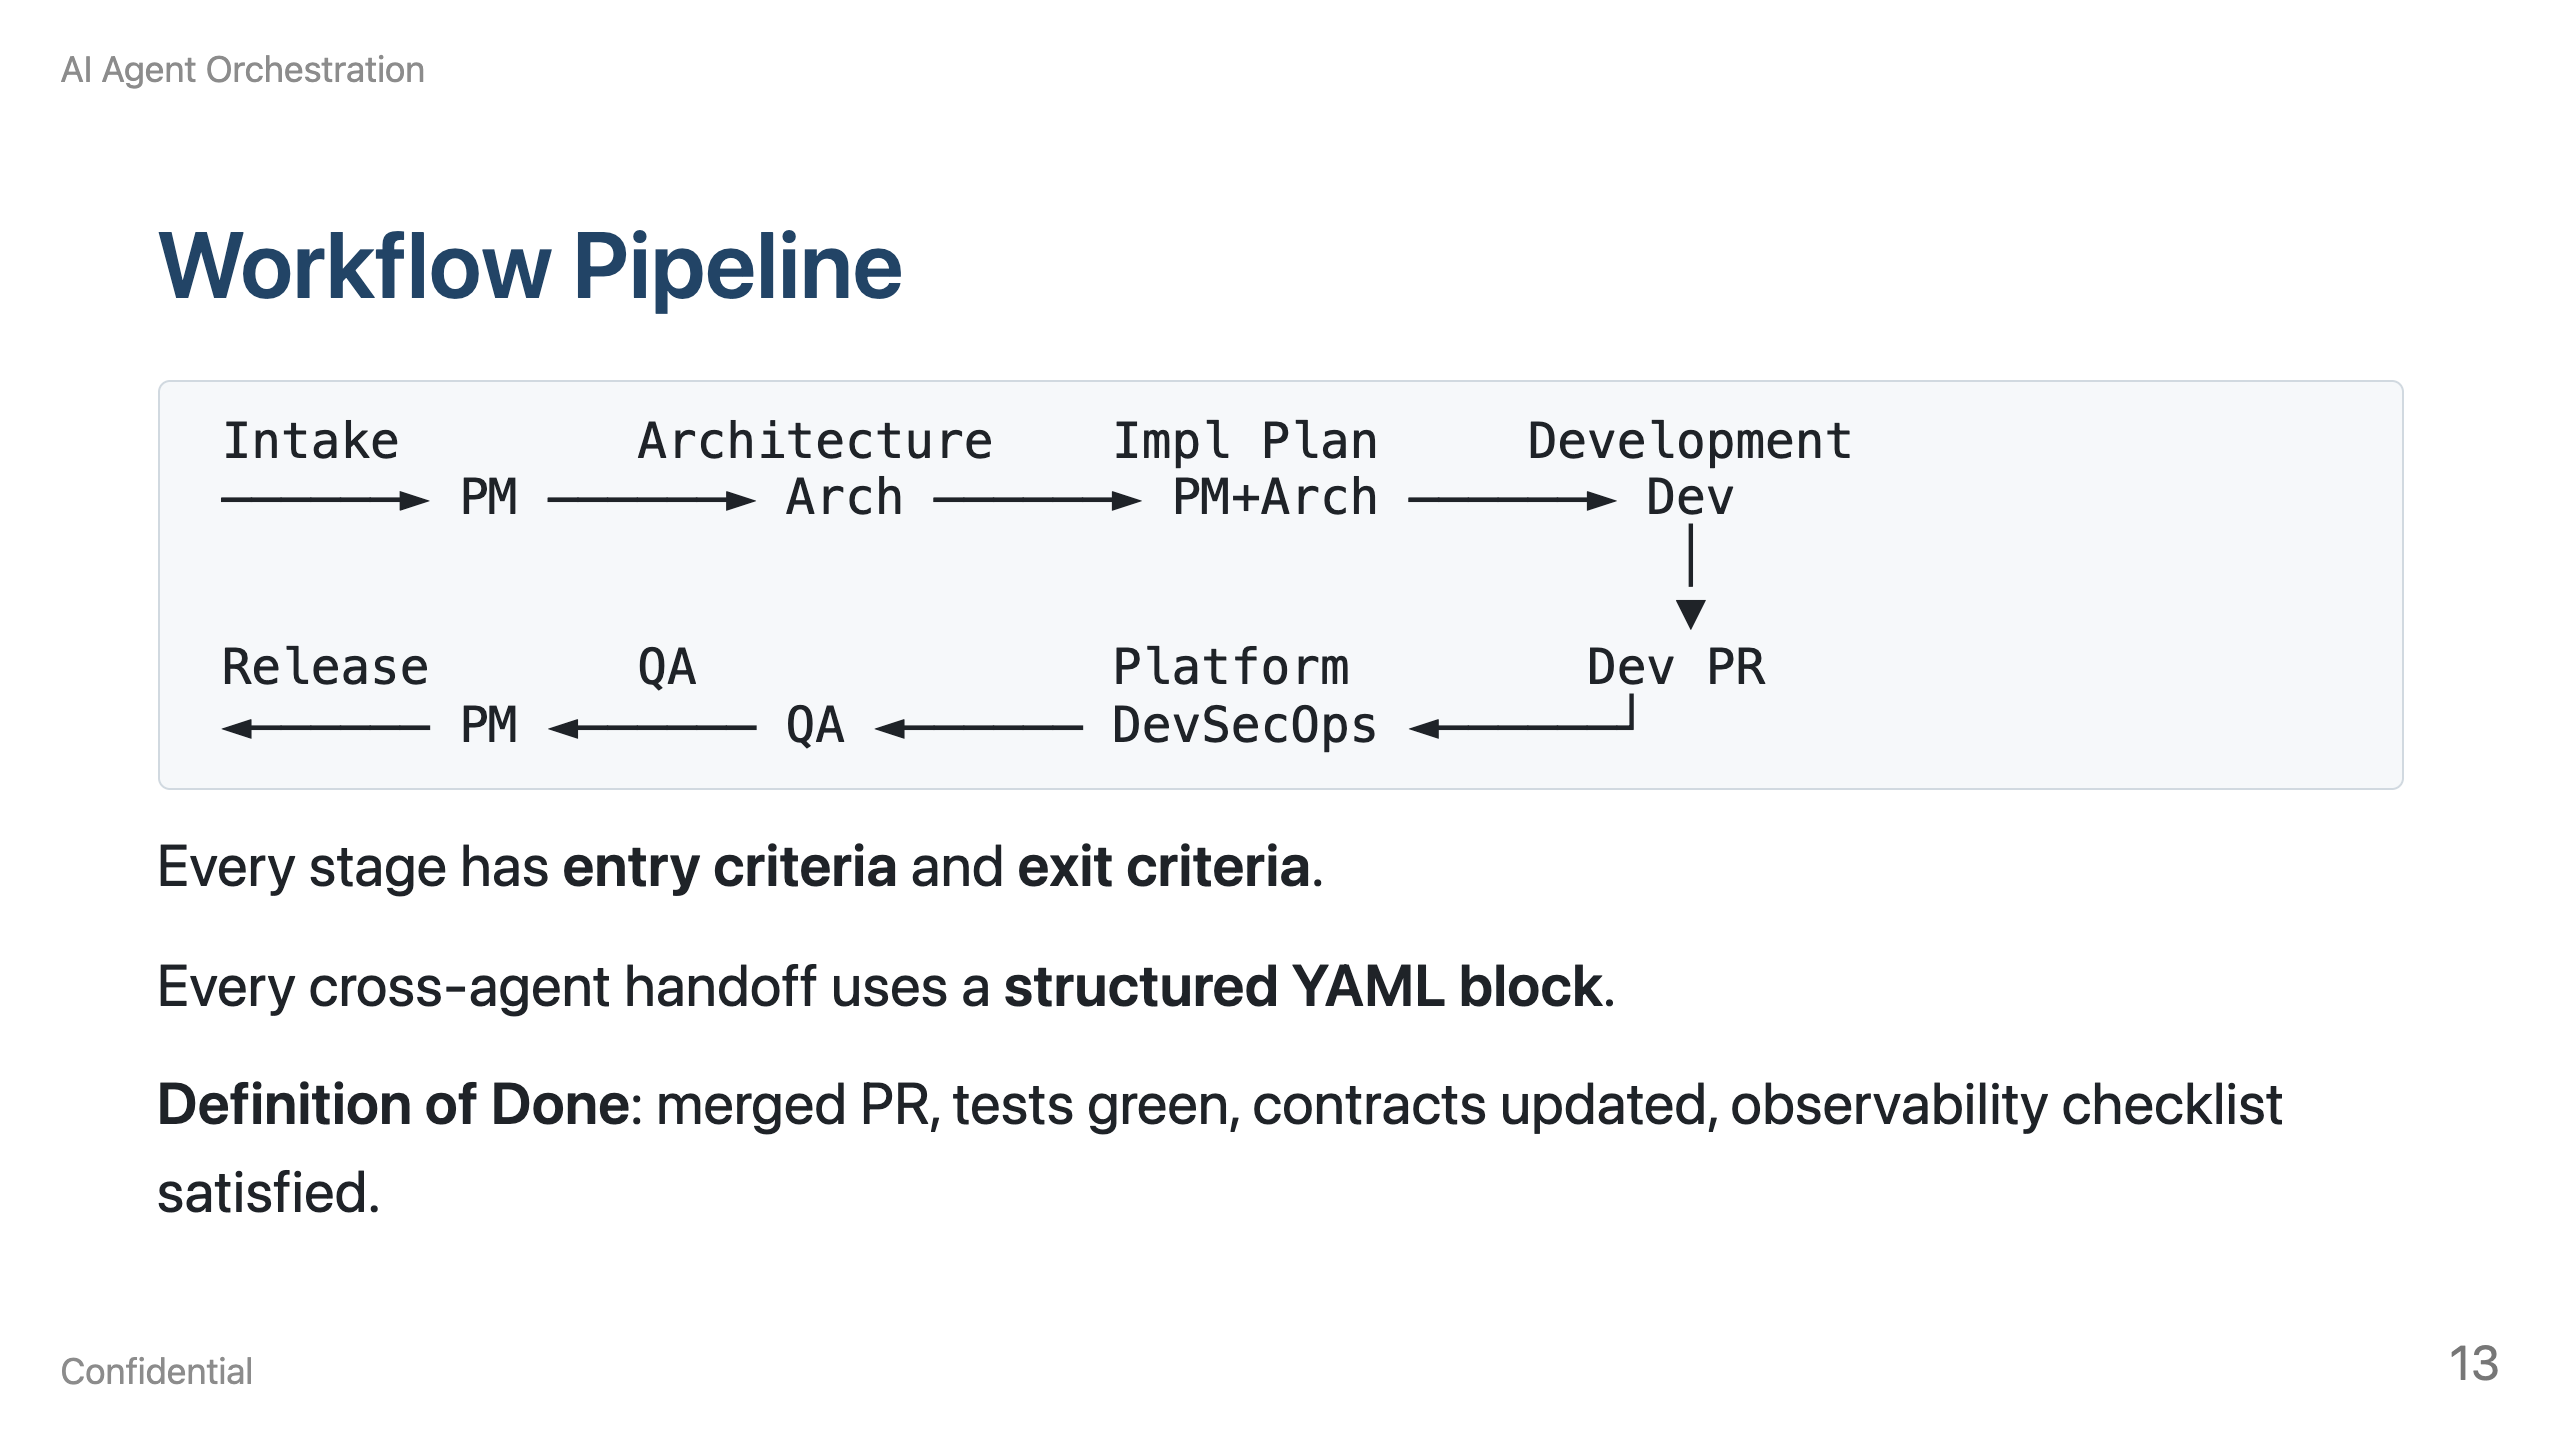 AI Agent Orchestration
Workflow Pipeline
Intake Architecture Impl Plan Development
───────▶ PM ───────▶ Arch ───────▶ PM+Arch ───────▶ Dev
│
▼
Release QA Platform Dev PR
◀─────── PM ◀─────── QA ◀─────── DevSecOps ◀───────┘
Every stage has entry criteria and exit criteria.
Every cross-agent handoff uses a structured YAML block.
Definition of Done: merged PR, tests green, contracts updated, observability checklist
satisfied.
Confidential
13